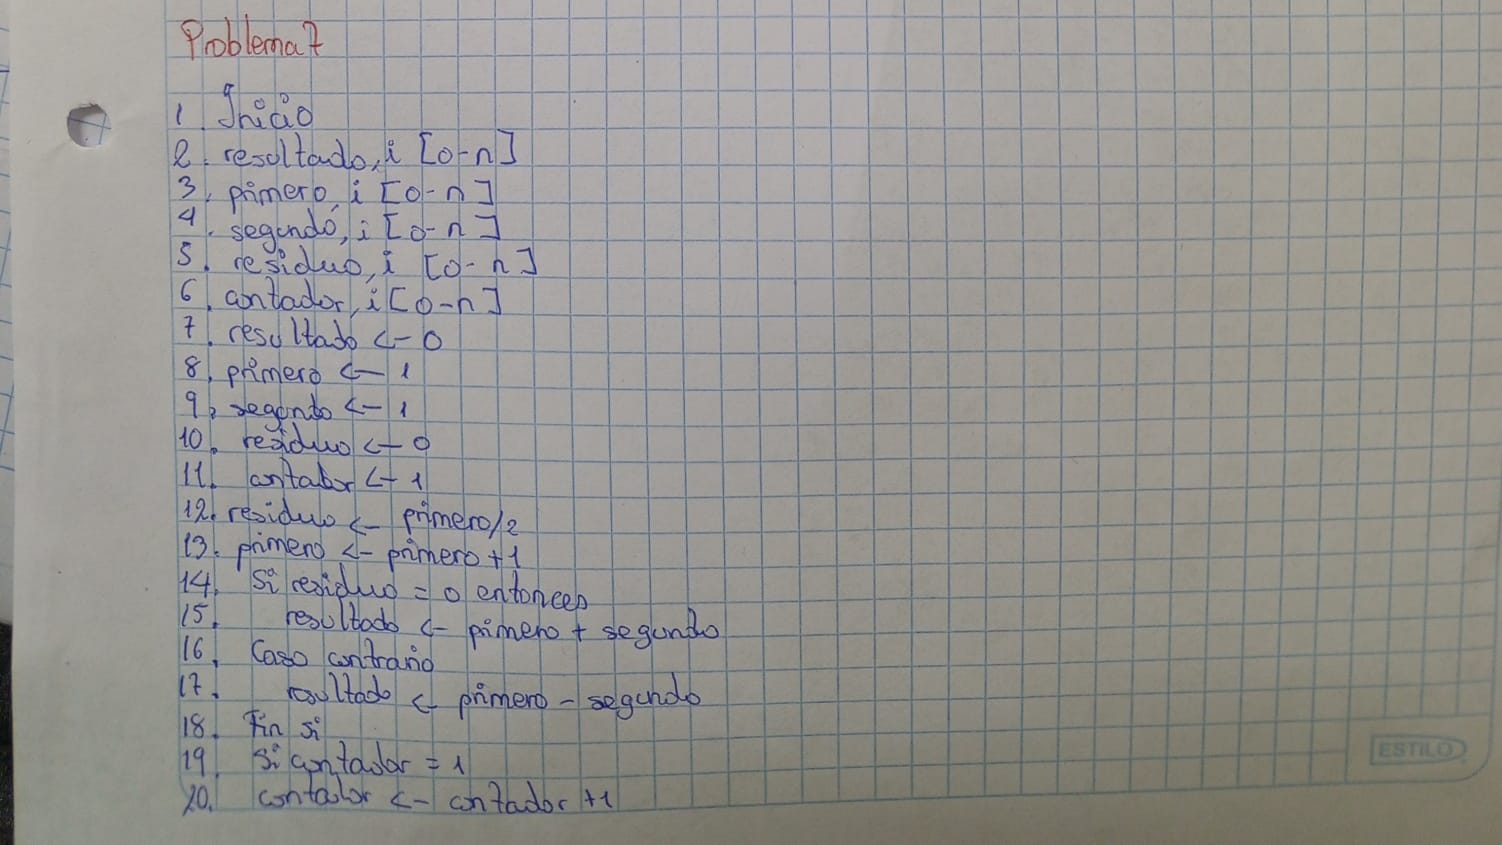 Problema 7
1. Inicio
2. resultado, i [0-n]
3. primero, i [0-n]
4. segundo, i [0-n]
5. residuo, i [0-n]
6. contador, i [0-n]
7. resultado <- 0
8. primero <- 1
9. segundo <- 1
10. residuo <- 0
11. contador <- 1
12. residuo <- primero/2
13. primero <- primero + 1
14. Si residuo = 0 entonces
15. resultado <- primero + segundo
16. Caso contrario
17. resultado <- primero - segundo
18. Fin si
19. Si contador = 1
20. contador <- contador + 1
ESTILO